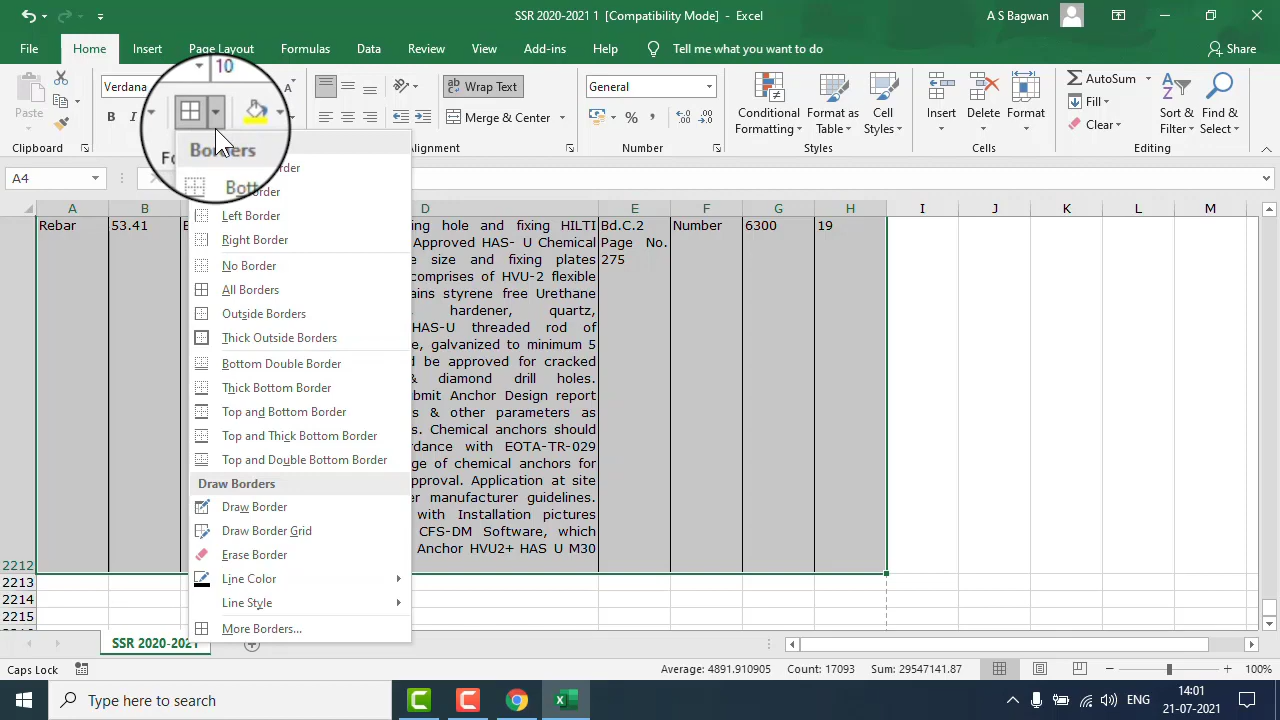 SSR 2020-2021 1 [Compatibility Mode] - Excel
A S Bagwan
File Home Insert Page Layout Formulas Data Review View Add-ins Help Tell me what you want to do Share
Verdana 10 Wrap Text General AutoSum
Paste B I Merge & Center % Conditional Formatting Format as Table Cell Styles Insert Delete Format Fill Clear Sort & Filter Find & Select
Clipboard Number Styles Cells Editing
A4
A B D E F G H I J K L M
Rebar 53.41 ing hole and fixing HILTI Bd.C.2 Number 6300 19
Approved HAS- U Chemical Page No.
size and fixing plates 275
comprises of HVU-2 flexible
ains styrene free Urethane
hardener, quartz,
HAS-U threaded rod of
galvanized to minimum 5
be approved for cracked
& diamond drill holes.
bmit Anchor Design report
& other parameters as
Chemical anchors should
rdance with EOTA-TR-029
ge of chemical anchors for
pproval. Application at site
er manufacturer guidelines.
with Installation pictures
CFS-DM Software, which
Anchor HVU2+ HAS U M30
2212
2213
2214
2215
Borders
Left Border
Right Border
No Border
All Borders
Outside Borders
Thick Outside Borders
Bottom Double Border
Thick Bottom Border
Top and Bottom Border
Top and Thick Bottom Border
Top and Double Bottom Border
Draw Borders
Draw Border
Draw Border Grid
Erase Border
Line Color
Line Style
More Borders...
SSR 2020-2021
Caps Lock Average: 4891.910905 Count: 17093 Sum: 29547141.87 100%
Type here to search ENG 14:01
21-07-2021